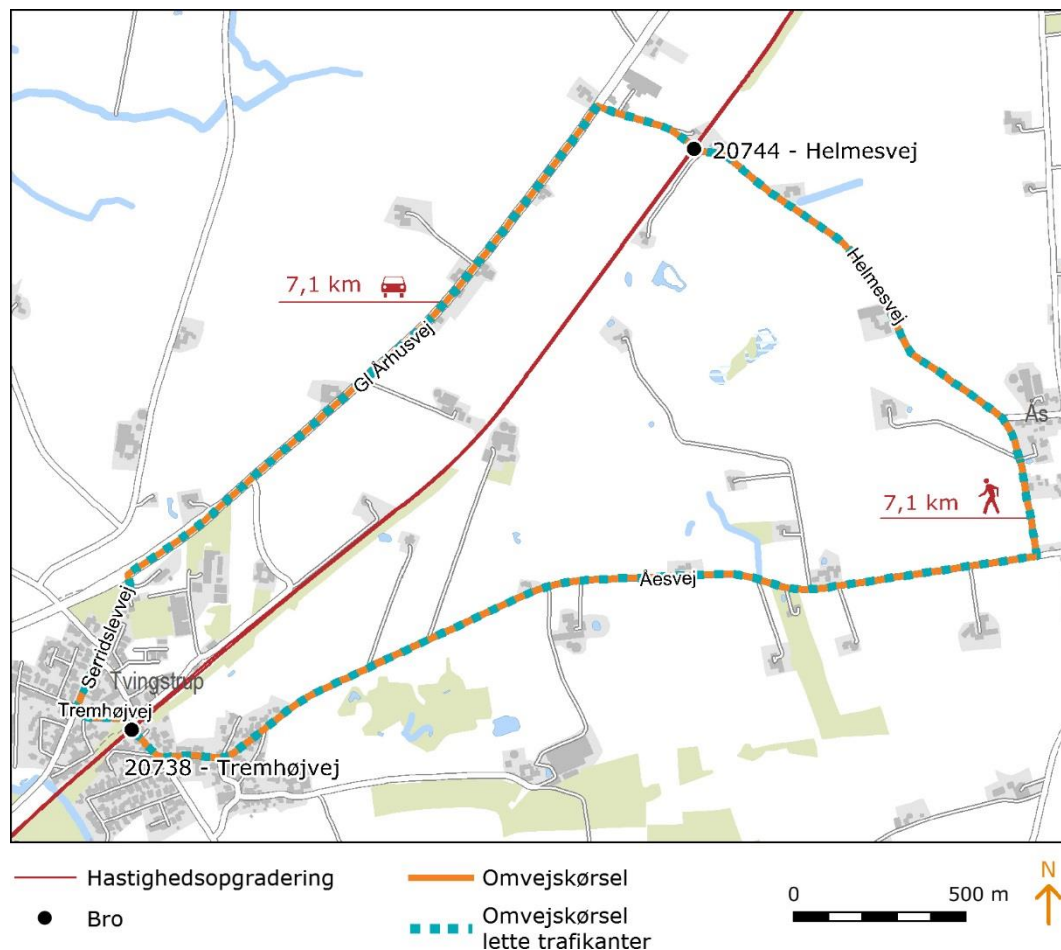 20744 - Helmesvej
7,1 km
Helmesvej
Gl Århusvej
Ås
7,1 km
Åesvej
Serridslevvej
Tvingstrup
Tremhøjvej
20738 - Tremhøjvej
Hastighedsopgradering
Bro
Omvejskørsel
Omvejskørsel
lette trafikanter
0 500 m
N